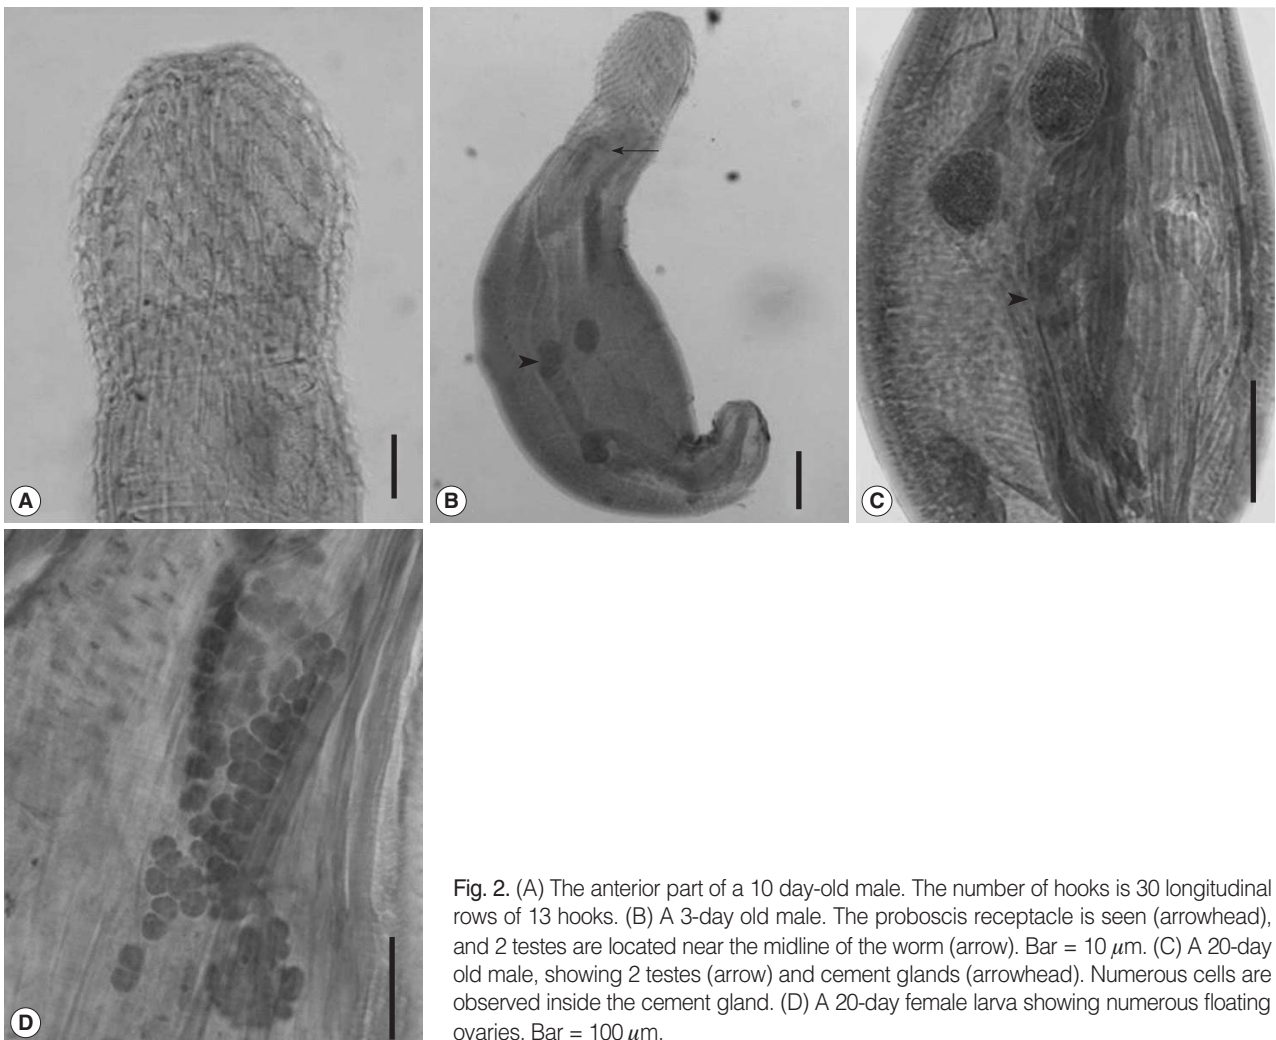 A
B
C
D
Fig. 2. (A) The anterior part of a 10 day-old male. The number of hooks is 30 longitudinal
rows of 13 hooks. (B) A 3-day old male. The proboscis receptacle is seen (arrowhead),
and 2 testes are located near the midline of the worm (arrow). Bar = 10 μm. (C) A 20-day
old male, showing 2 testes (arrow) and cement glands (arrowhead). Numerous cells are
observed inside the cement gland. (D) A 20-day female larva showing numerous floating
ovaries. Bar = 100 μm.